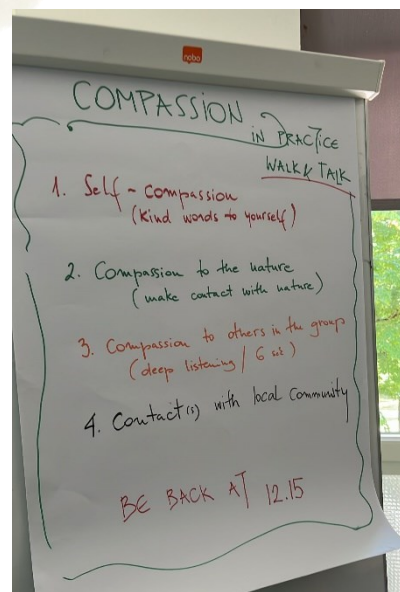 nobo
COMPASSION
IN PRACTICE
WALK & TALK
1. Self-compassion
(Kind words to yourself)
2. Compassion to the nature
(make contact with nature)
3. Compassion to others in the group
(deep listening / 6
4. Contact(s) with local Community
BE BACK AT 12.15